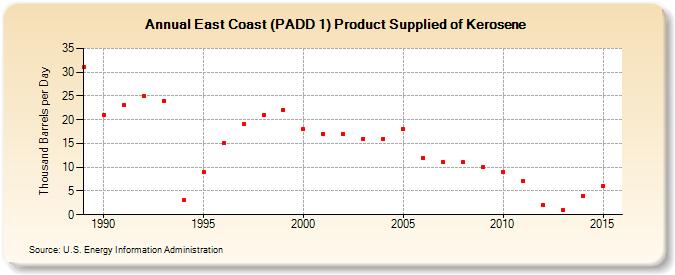 Annual East Coast (PADD 1) Product Supplied of Kerosene
Thousand Barrels per Day
35
30
25
20
15
10
5
0
1990 1995 2000 2005 2010 2015
Source: U.S. Energy Information Administration